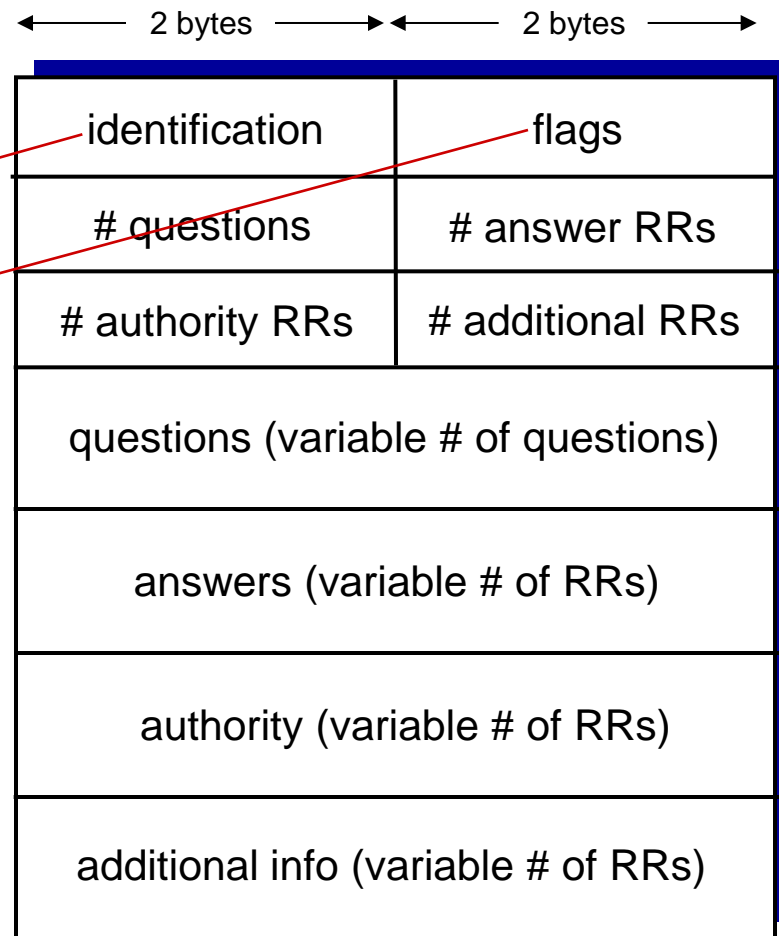 2 bytes 2 bytes
identification flags
# questions # answer RRs
# authority RRs # additional RRs
questions (variable # of questions)
answers (variable # of RRs)
authority (variable # of RRs)
additional info (variable # of RRs)